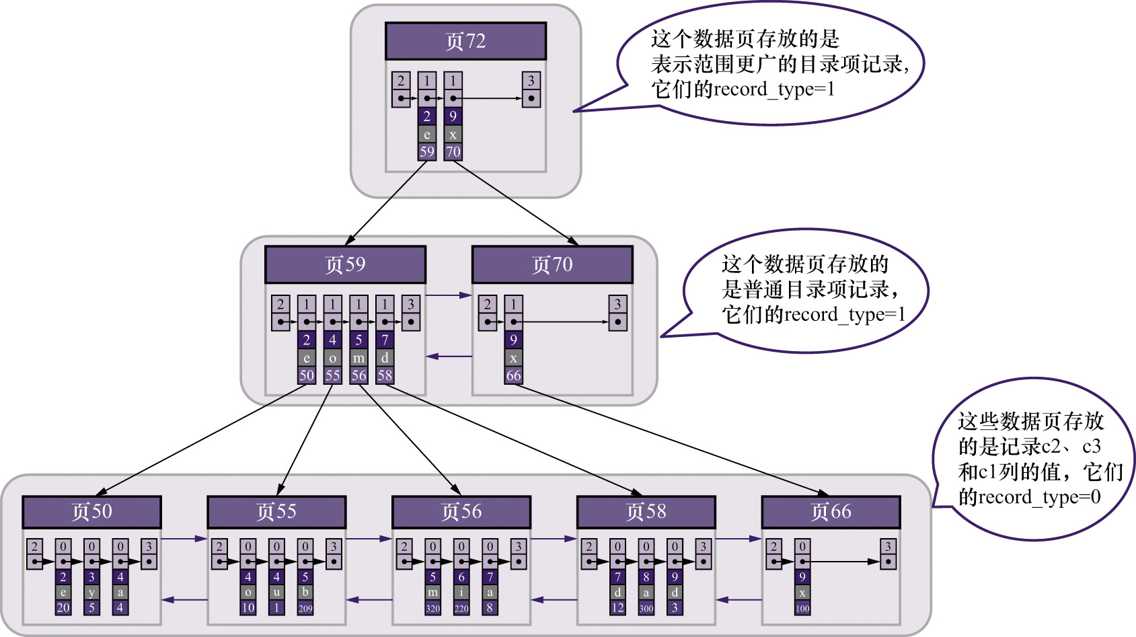 页72
这个数据页存放的是
表示范围更广的目录项记录,
它们的record_type=1
2 1 1 3
2 9
e x
59 70
页59 页70
这个数据页存放的
是普通目录项记录，
它们的record_type=1
2 1 1 1 1 3 2 1 3
2 4 5 7 9
e o m d x
50 55 56 58 66
这些数据页存放
的是记录c2、c3
和c1列的值，它们
的record_type=0
页50 页55 页56 页58 页66
2 0 0 0 3 2 0 0 0 3 2 0 0 0 3 2 0 0 0 3 2 0 3
2 3 4 4 4 5 5 6 7 7 8 9 9
e y a o u b m i a d a d x
20 5 4 10 1 209 320 220 8 12 300 3 100